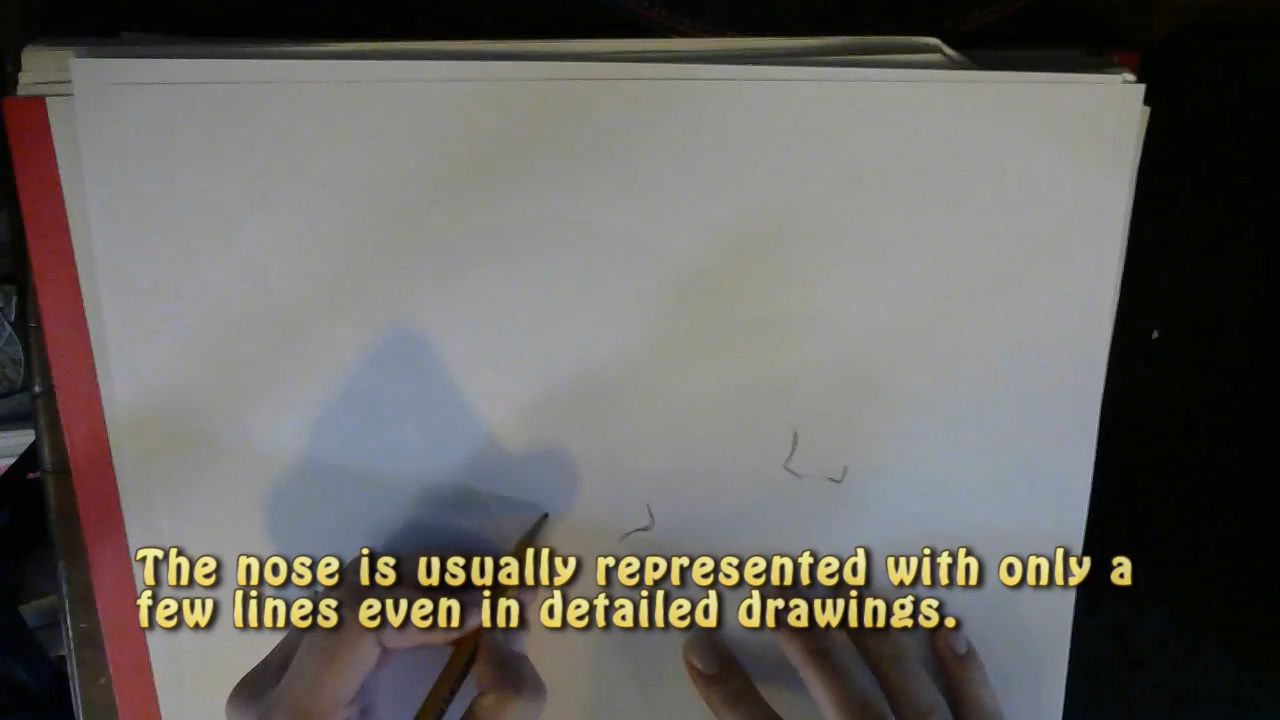 The nose is usually represented with only a
few lines even in detailed drawings.